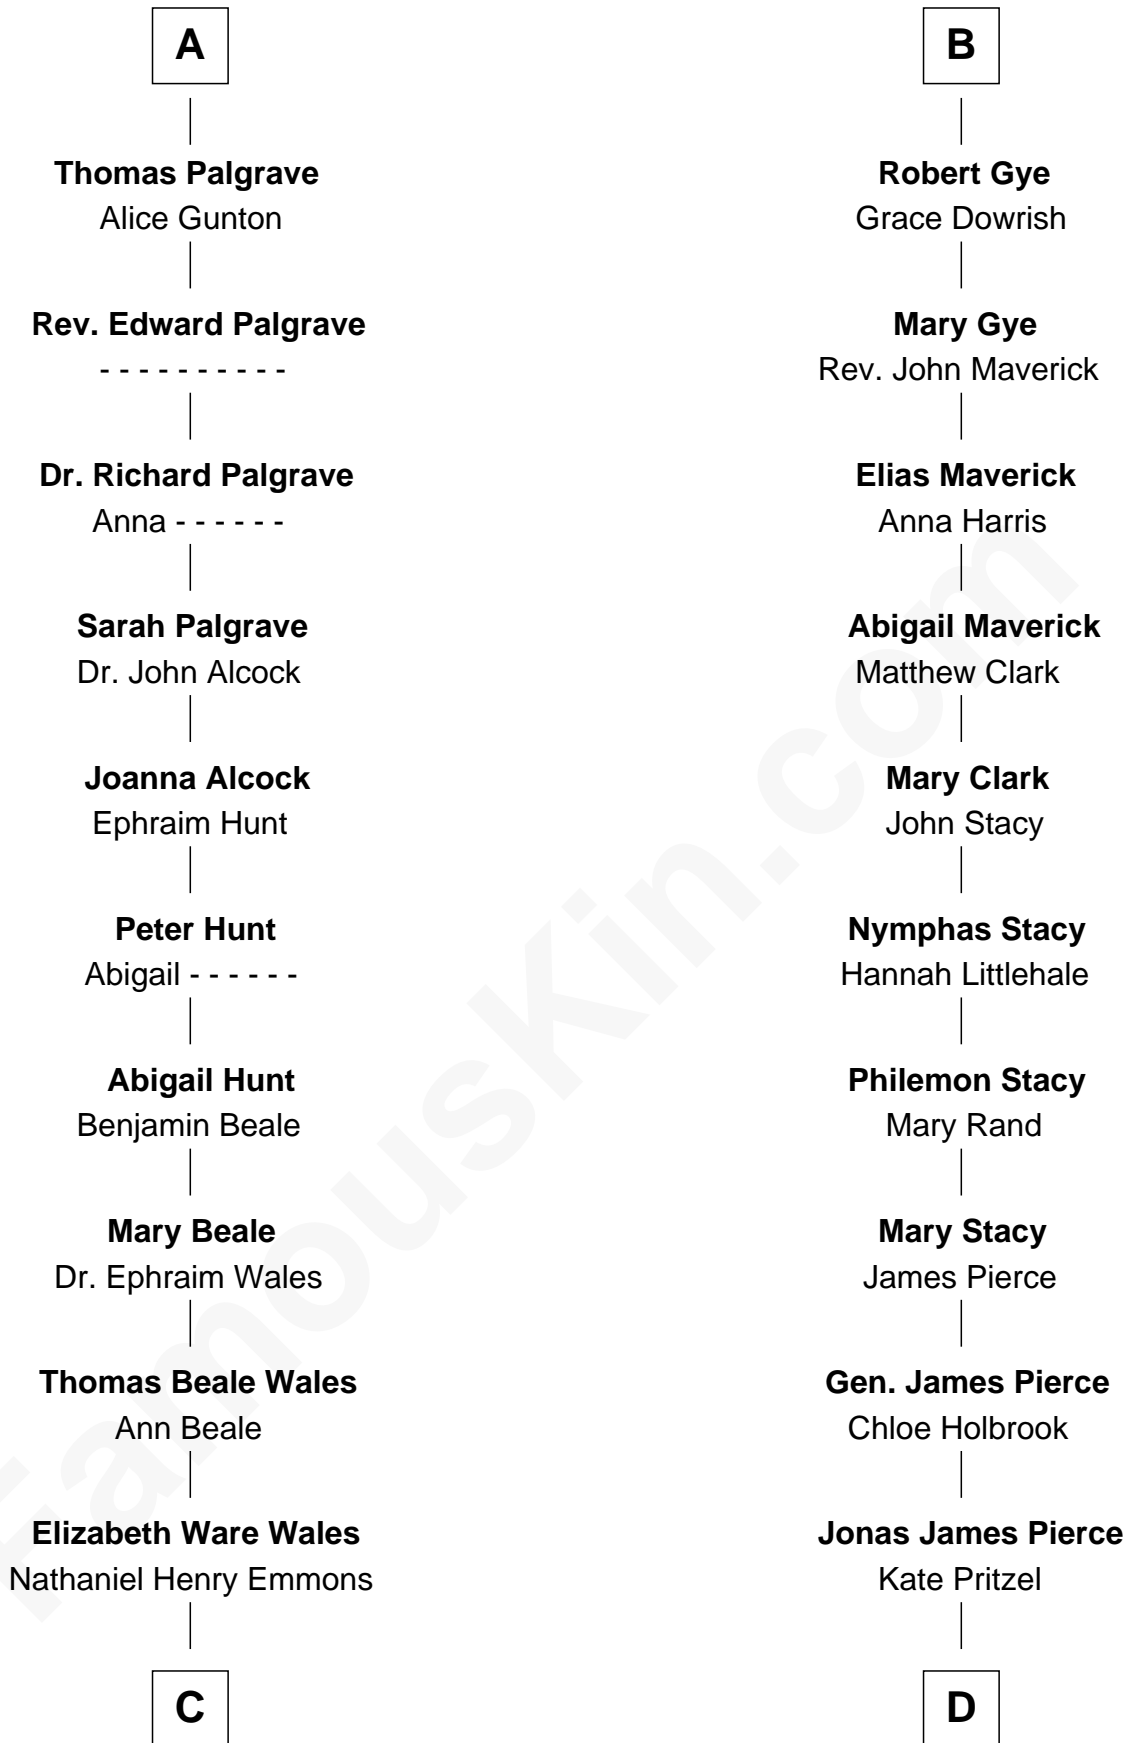 A
Thomas Palgrave
Alice Gunton
Rev. Edward Palgrave
- - - - - - - - - -
Dr. Richard Palgrave
Anna - - - - - -
Sarah Palgrave
Dr. John Alcock
Joanna Alcock
Ephraim Hunt
Peter Hunt
Abigail - - - - - -
Abigail Hunt
Benjamin Beale
Mary Beale
Dr. Ephraim Wales
Thomas Beale Wales
Ann Beale
Elizabeth Ware Wales
Nathaniel Henry Emmons
C
B
Robert Gye
Grace Dowrish
Mary Gye
Rev. John Maverick
Elias Maverick
Anna Harris
Abigail Maverick
Matthew Clark
Mary Clark
John Stacy
Nymphas Stacy
Hannah Littlehale
Philemon Stacy
Mary Rand
Mary Stacy
James Pierce
Gen. James Pierce
Chloe Holbrook
Jonas James Pierce
Kate Pritzel
D
FamousKin.com